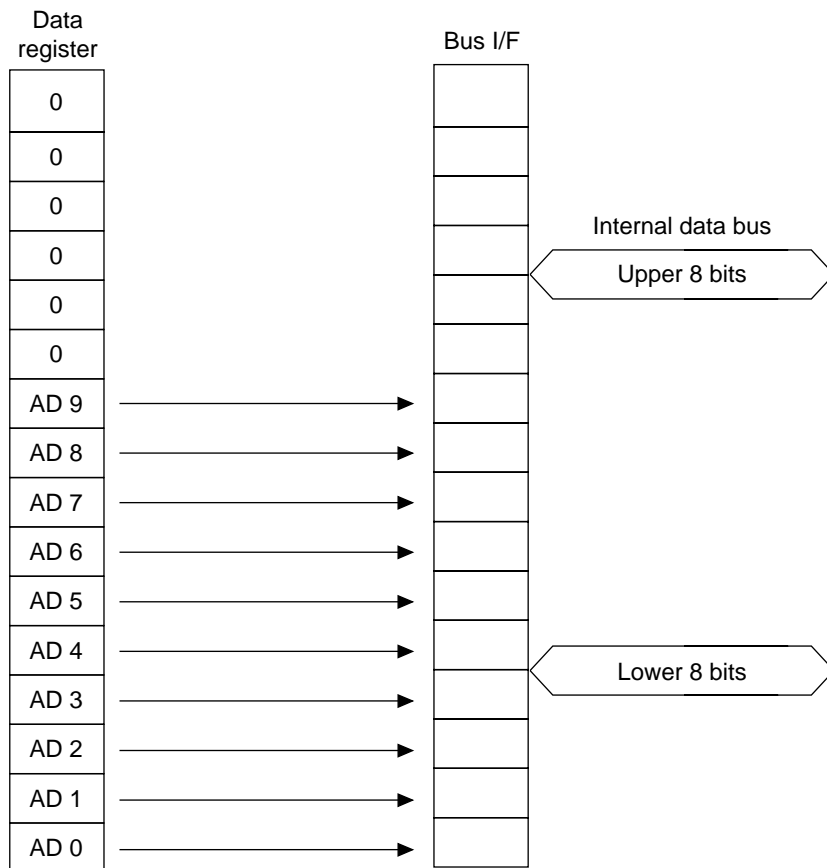 Data
register
Bus I/F
0
0
0
0
0
0
Internal data bus
Upper 8 bits
AD 9
AD 8
AD 7
AD 6
AD 5
AD 4
AD 3
AD 2
AD 1
AD 0
Lower 8 bits